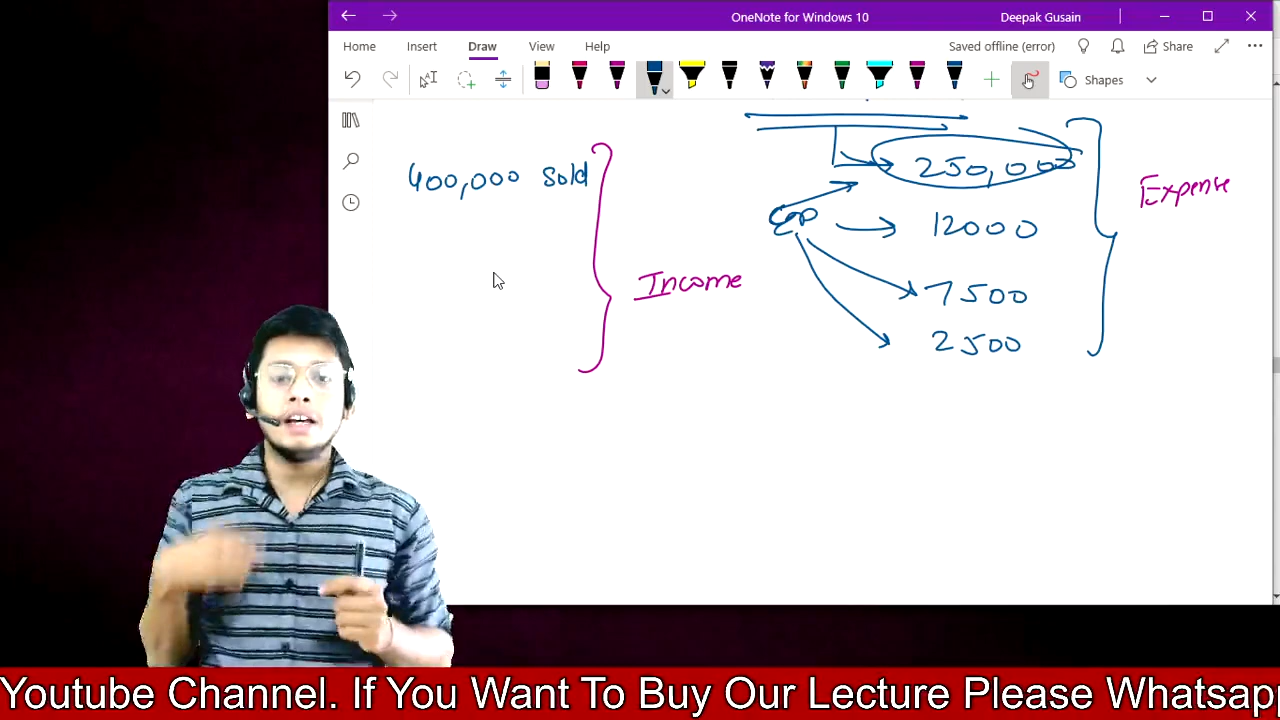 OneNote for Windows 10
Deepak Gusain
Home Insert Draw View Help
Saved offline (error)
Share
Shapes
400,000 Sold
Income
250,000
12000
7500
2500
Expense
Youtube Channel. If You Want To Buy Our Lecture Please Whatsapp